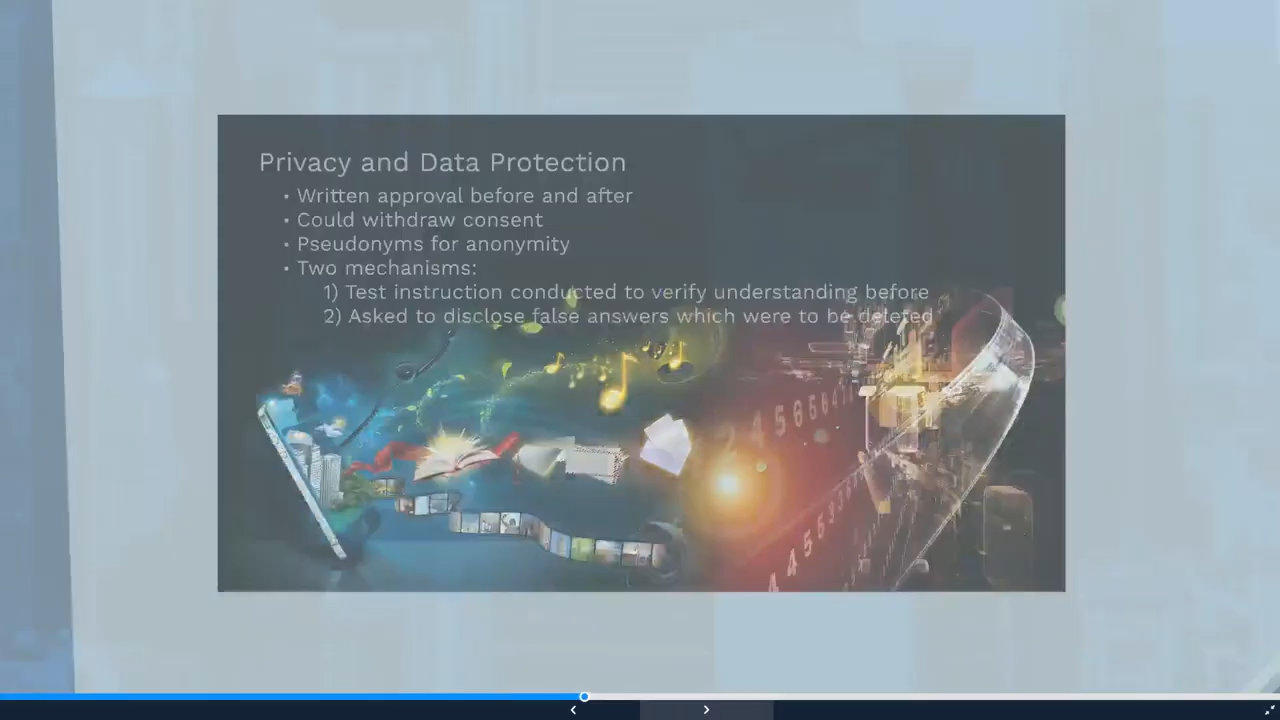 Privacy and Data Protection
• Written approval before and after
• Could withdraw consent
• Pseudonyms for anonymity
• Two mechanisms:
1) Test instruction conducted to verify understanding before
2) Asked to disclose false answers which were to be deleted